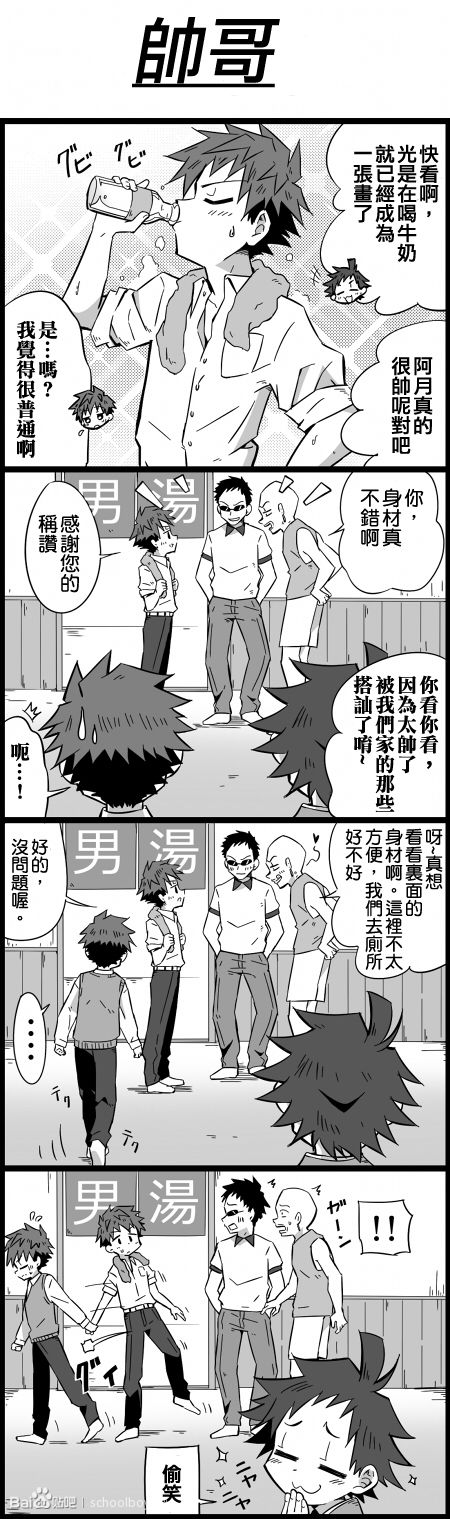 帥哥
グビ グビ
快看啊，
光是在喝牛奶
就已經成為
一張畫了
阿月真的
很帥呢對吧
是…嗎？
我覺得很普通啊
男湯
你，
身材真
不錯啊
感謝您的
稱讚
你看你看，
因為太帥了
被我們家的那些
搭訕了唷~
呃…！
男湯
呀~真想
看看裏面的
身材啊。這裡不太
方便，我們去廁所
好不好
好的，
沒問題喔。
…
テク
テク
男湯
！！
ガーン
グイ
ニヤ
ニヤ
偷笑
Bai 貼吧 | schoolboy